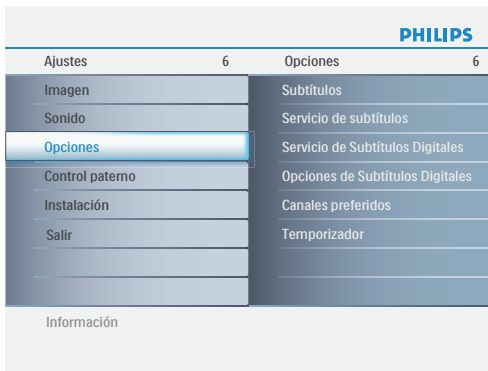 PHILIPS
Ajustes 6 Opciones 6
Imagen Subtítulos
Sonido Servicio de subtítulos
Opciones Servicio de Subtítulos Digitales
Control paterno Opciones de Subtítulos Digitales
Instalación Canales preferidos
Salir Temporizador
Información